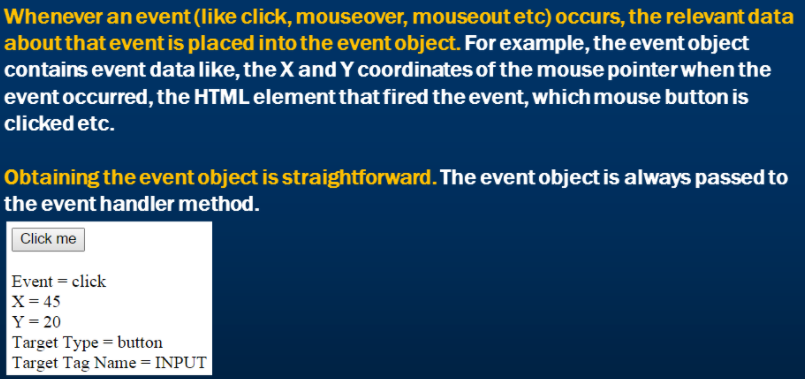 Whenever an event (like click, mouseover, mouseout etc) occurs, the relevant data
about that event is placed into the event object. For example, the event object
contains event data like, the X and Y coordinates of the mouse pointer when the
event occurred, the HTML element that fired the event, which mouse button is
clicked etc.
Obtaining the event object is straightforward. The event object is always passed to
the event handler method.
Click me
Event = click
X = 45
Y = 20
Target Type = button
Target Tag Name = INPUT